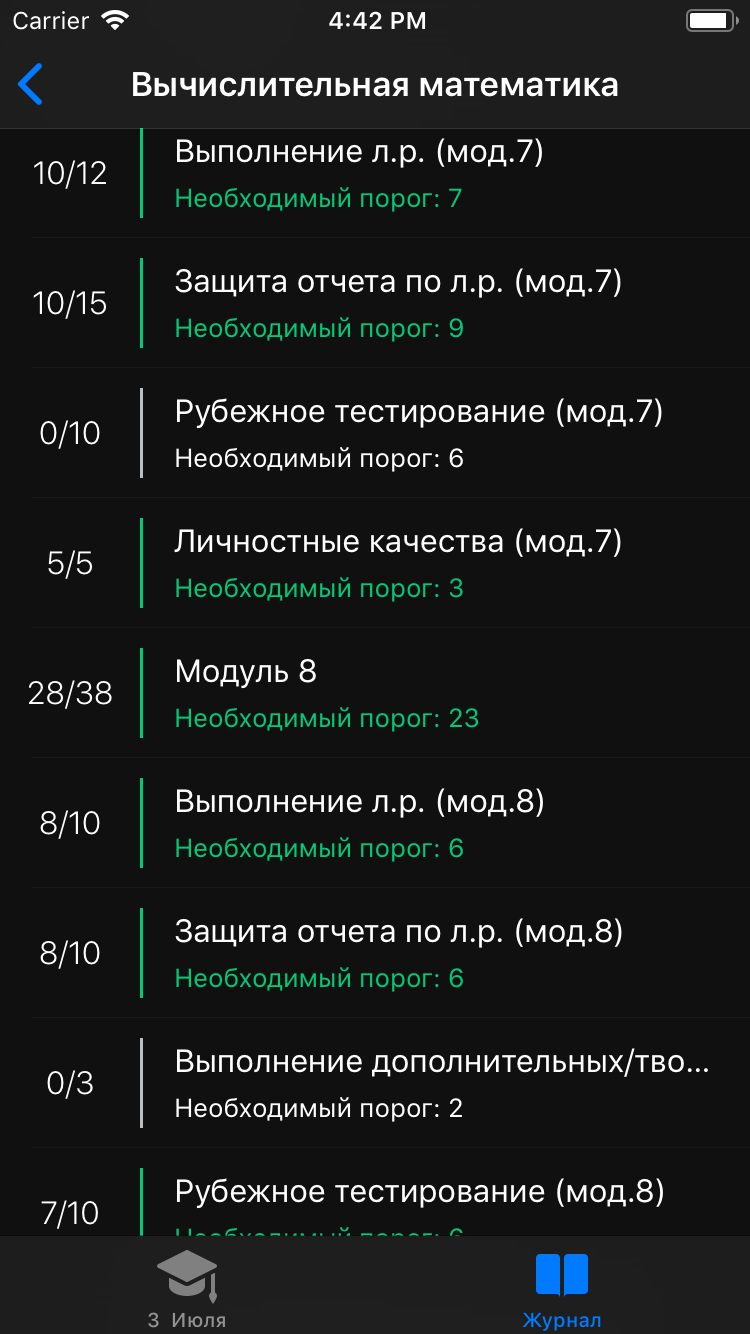 Carrier 4:42 PM
Вычислительная математика
10/12
Выполнение л.р. (мод.7)
Необходимый порог: 7
10/15
Защита отчета по л.р. (мод.7)
Необходимый порог: 9
0/10
Рубежное тестирование (мод.7)
Необходимый порог: 6
5/5
Личностные качества (мод.7)
Необходимый порог: 3
28/38
Модуль 8
Необходимый порог: 23
8/10
Выполнение л.р. (мод.8)
Необходимый порог: 6
8/10
Защита отчета по л.р. (мод.8)
Необходимый порог: 6
0/3
Выполнение дополнительных/тво...
Необходимый порог: 2
7/10
Рубежное тестирование (мод.8)
Необходимый порог: 6
3 Июля
Журнал